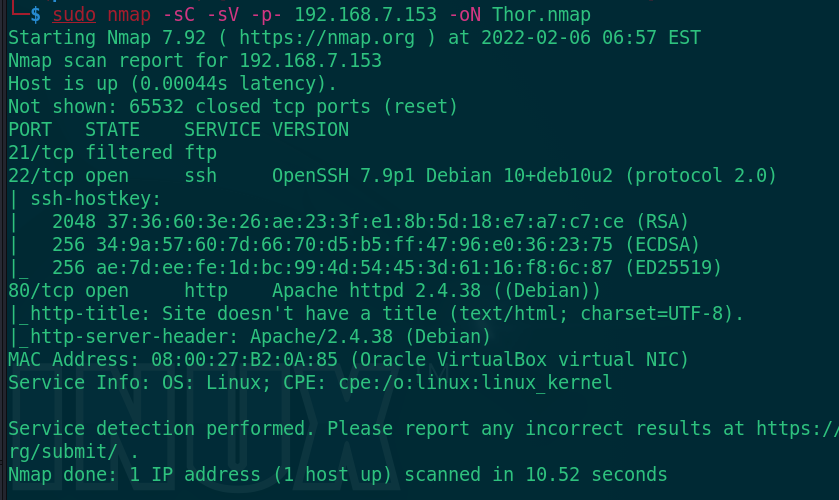 └─$ sudo nmap -sC -sV -p- 192.168.7.153 -oN Thor.nmap
Starting Nmap 7.92 ( https://nmap.org ) at 2022-02-06 06:57 EST
Nmap scan report for 192.168.7.153
Host is up (0.00044s latency).
Not shown: 65532 closed tcp ports (reset)
PORT   STATE    SERVICE VERSION
21/tcp filtered ftp
22/tcp open     ssh     OpenSSH 7.9p1 Debian 10+deb10u2 (protocol 2.0)
| ssh-hostkey:
|   2048 37:36:60:3e:26:ae:23:3f:e1:8b:5d:18:e7:a7:c7:ce (RSA)
|   256 34:9a:57:60:7d:66:70:d5:b5:ff:47:96:e0:36:23:75 (ECDSA)
|_  256 ae:7d:ee:fe:1d:bc:99:4d:54:45:3d:61:16:f8:6c:87 (ED25519)
80/tcp open     http    Apache httpd 2.4.38 ((Debian))
|_http-title: Site doesn't have a title (text/html; charset=UTF-8).
|_http-server-header: Apache/2.4.38 (Debian)
MAC Address: 08:00:27:B2:0A:85 (Oracle VirtualBox virtual NIC)
Service Info: OS: Linux; CPE: cpe:/o:linux:linux_kernel

Service detection performed. Please report any incorrect results at https:/
rg/submit/ .
Nmap done: 1 IP address (1 host up) scanned in 10.52 seconds